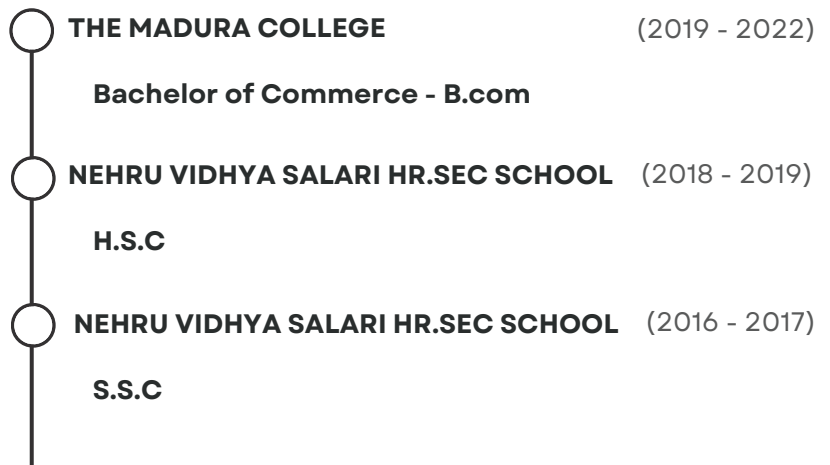 THE MADURA COLLEGE (2019 - 2022)
Bachelor of Commerce - B.com
NEHRU VIDHYA SALARI HR.SEC SCHOOL (2018 - 2019)
H.S.C
NEHRU VIDHYA SALARI HR.SEC SCHOOL (2016 - 2017)
S.S.C